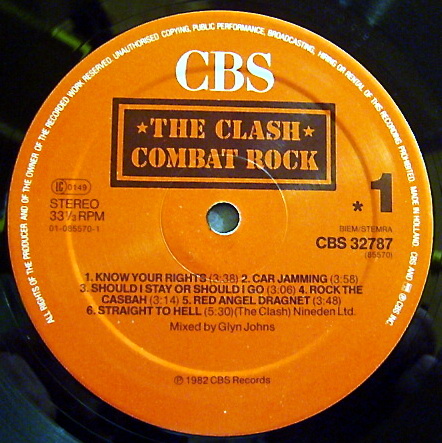 ALL RIGHTS OF THE PRODUCER AND OF THE OWNER OF THE RECORDED WORK RESERVED. UNAUTHORISED COPYING, PUBLIC PERFORMANCE, BROADCASTING, HIRING OR RENTAL OF THIS RECORDING PROHIBITED. MADE IN HOLLAND. CBS AND ® CBS INC.
CBS
★THE CLASH★
COMBAT ROCK
0149
STEREO
33⅓ RPM
01-085570-1
*1
BIEM/STEMRA
CBS 32787
(85570)
1. KNOW YOUR RIGHTS (3:38) 2. CAR JAMMING (3:58)
3. SHOULD I STAY OR SHOULD I GO (3:06) 4. ROCK THE
CASBAH (3:14) 5. RED ANGEL DRAGNET (3:48)
6. STRAIGHT TO HELL (5:30)(The Clash) Nineden Ltd.
Mixed by Glyn Johns
℗ 1982 CBS Records